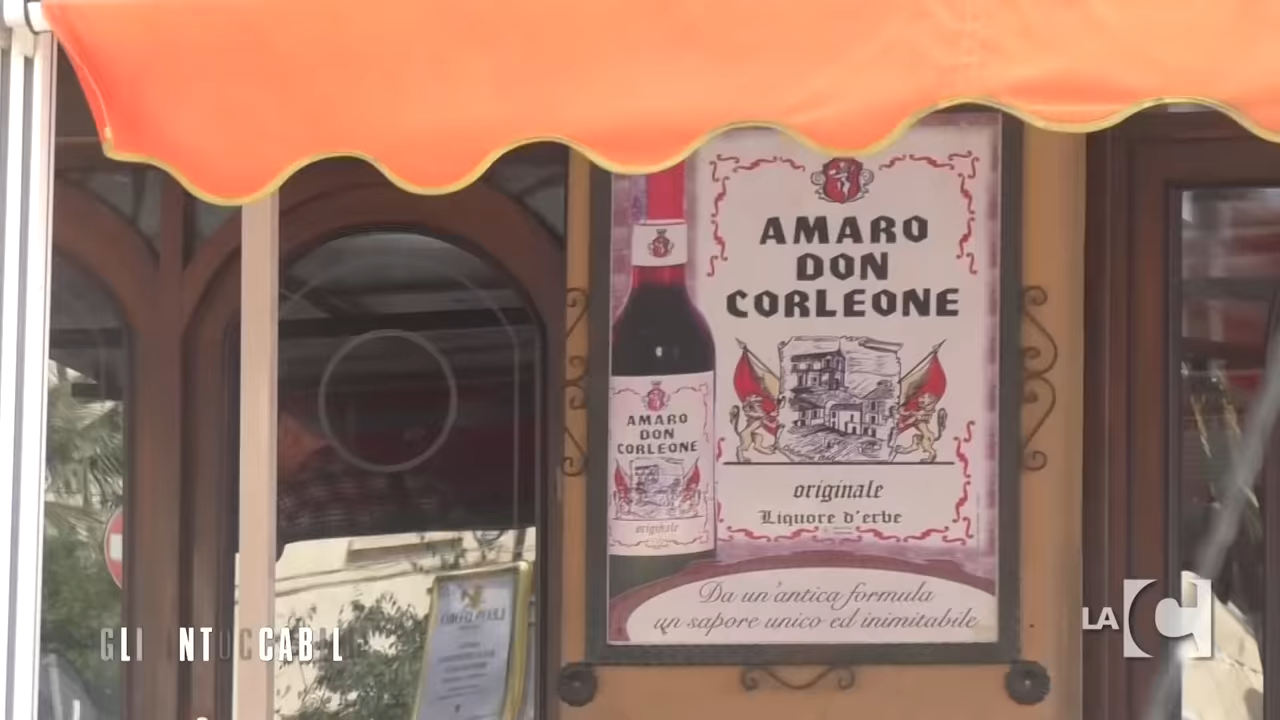 AMARO
DON
CORLEONE
originale
Liquore d'erbe
AMARO
DON
CORLEONE
originale
Da un'antica formula
un sapore unico ed inimitabile
GLI INTOCCABIL
LA C